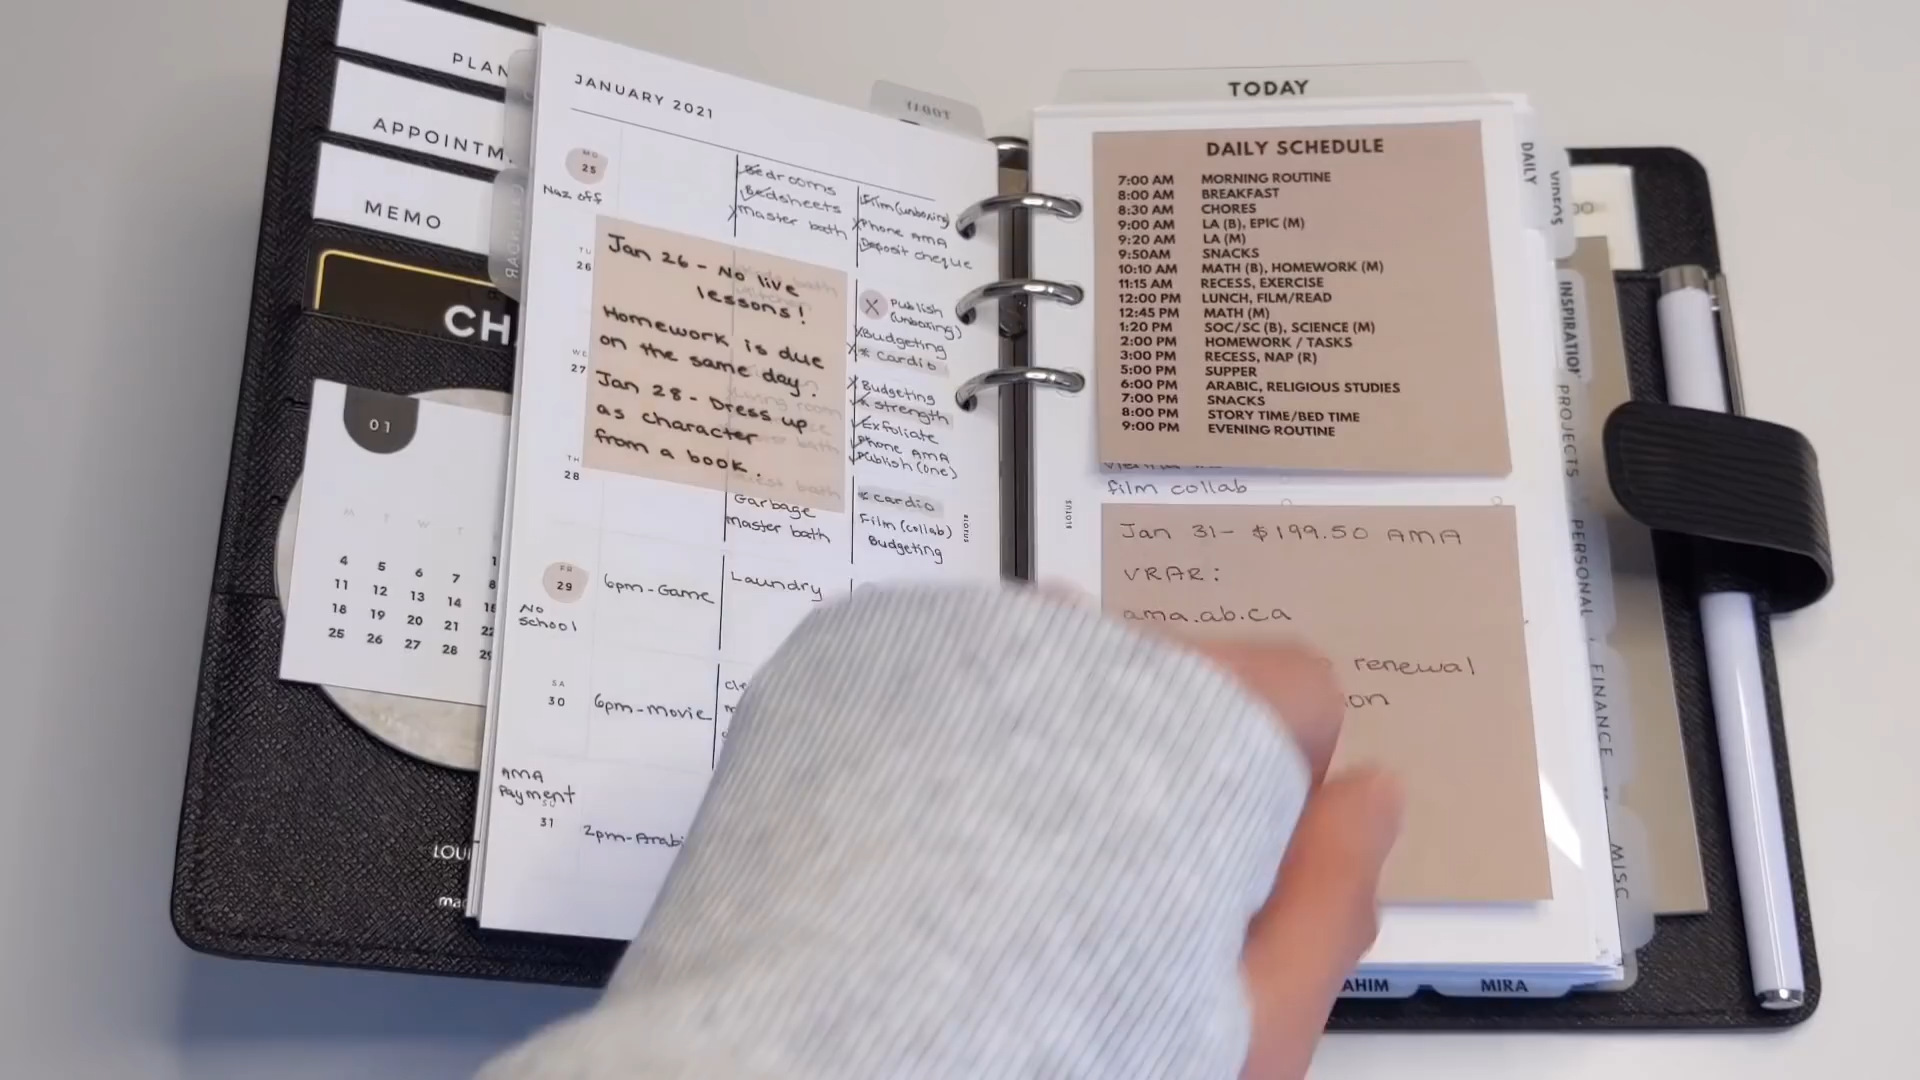 PLAN
APPOINTM
MEMO
CH
01
M T W T
4 5 6 7
11 12 13 14
18 19 20 21
25 26 27 28
LOU
JANUARY 2021
MO
25
Naz off
Bedrooms
Bedsheets
Master bath
Film (unboxing)
Phone AMA
Deposit cheque
TU
26
Jan 26 - No live
lessons!
Homework is due
on the same day.
Jan 28 - Dress up
as character
from a book.
Publish
(unboxing)
Budgeting
* cardio
WE
27
Budgeting
* strength
Exfoliate
Phone AMA
Publish (one)
TH
28
Garbage
Master bath
* cardio
Film (collab)
Budgeting
FR
29
No
school
6pm-Game
Laundry
SA
30
6pm-Movie
AMA
Payment
SU
31
2pm-Arabi
TODAY
DAILY SCHEDULE
7:00 AM MORNING ROUTINE
8:00 AM BREAKFAST
8:30 AM CHORES
9:00 AM LA (B), EPIC (M)
9:20 AM LA (M)
9:50AM SNACKS
10:10 AM MATH (B), HOMEWORK (M)
11:15 AM RECESS, EXERCISE
12:00 PM LUNCH, FILM/READ
12:45 PM MATH (M)
1:20 PM SOC/SC (B), SCIENCE (M)
2:00 PM HOMEWORK / TASKS
3:00 PM RECESS, NAP (R)
5:00 PM SUPPER
6:00 PM ARABIC, RELIGIOUS STUDIES
7:00 PM SNACKS
8:00 PM STORY TIME/BED TIME
9:00 PM EVENING ROUTINE
film collab
Jan 31 - $199.50 AMA
VRAR:
ama.ab.ca
renewal
ion
DAILY
VIDEOS
INSPIRATION
PROJECTS
PERSONAL
FINANCE
MISC
AHIM
MIRA